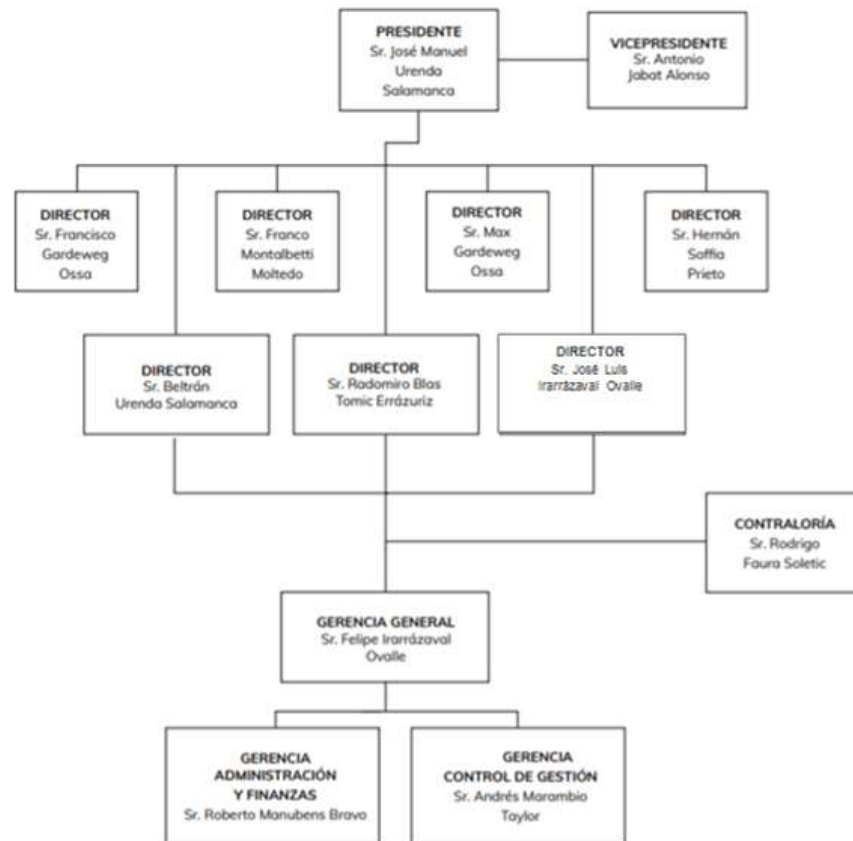 PRESIDENTE
Sr. José Manuel
Urenda
Salamanca
VICEPRESIDENTE
Sr. Antonio
Jabat Alonso
DIRECTOR
Sr. Francisco
Gardeweg
Ossa
DIRECTOR
Sr. Franco
Montalbetti
Moltedo
DIRECTOR
Sr. Max
Gardeweg
Ossa
DIRECTOR
Sr. Hernán
Soffia
Prieto
DIRECTOR
Sr. Beltrán
Urenda Salamanca
DIRECTOR
Sr. Radomiro Blas
Tomic Errázuriz
DIRECTOR
Sr. José Luis
Irarrázaval Ovalle
CONTRALORÍA
Sr. Rodrigo
Faura Soletic
GERENCIA GENERAL
Sr. Felipe Irarrázaval
Ovalle
GERENCIA
ADMINISTRACIÓN
Y FINANZAS
Sr. Roberto Manubens Bravo
GERENCIA
CONTROL DE GESTIÓN
Sr. Andrés Marambio
Taylor